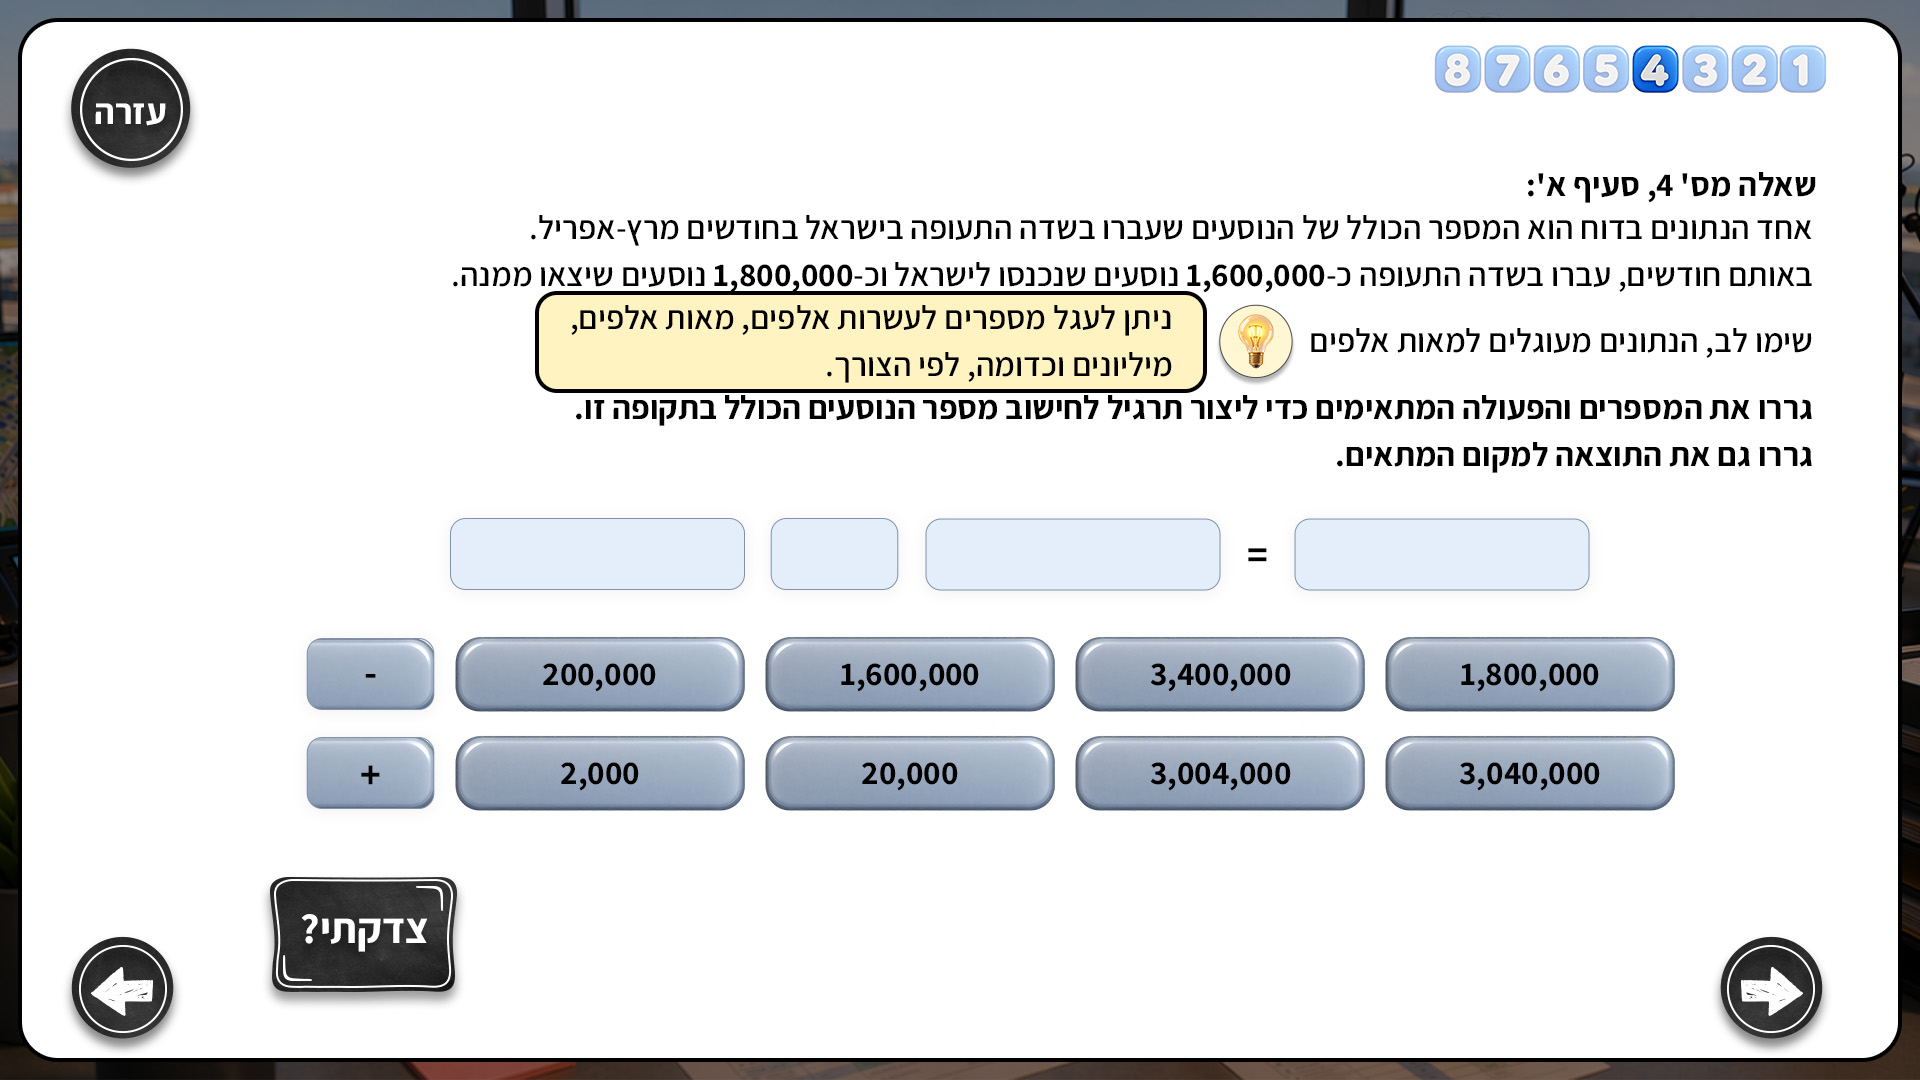 עזרה
8 7 6 5 4 3 2 1
שאלה מס' 4, סעיף א':
אחד הנתונים בדוח הוא המספר הכולל של הנוסעים שעברו בשדה התעופה בישראל בחודשים מרץ-אפריל.
באותם חודשים, עברו בשדה התעופה כ-1,600,000 נוסעים שנכנסו לישראל וכ-1,800,000 נוסעים שיצאו ממנה.
שימו לב, הנתונים מעוגלים למאות אלפים
ניתן לעגל מספרים לעשרות אלפים, מאות אלפים,
מיליונים וכדומה, לפי הצורך.
גררו את המספרים והפעולה המתאימים כדי ליצור תרגיל לחישוב מספר הנוסעים הכולל בתקופה זו.
גררו גם את התוצאה למקום המתאים.
=
- 200,000 1,600,000 3,400,000 1,800,000
+ 2,000 20,000 3,004,000 3,040,000
צדקתי?